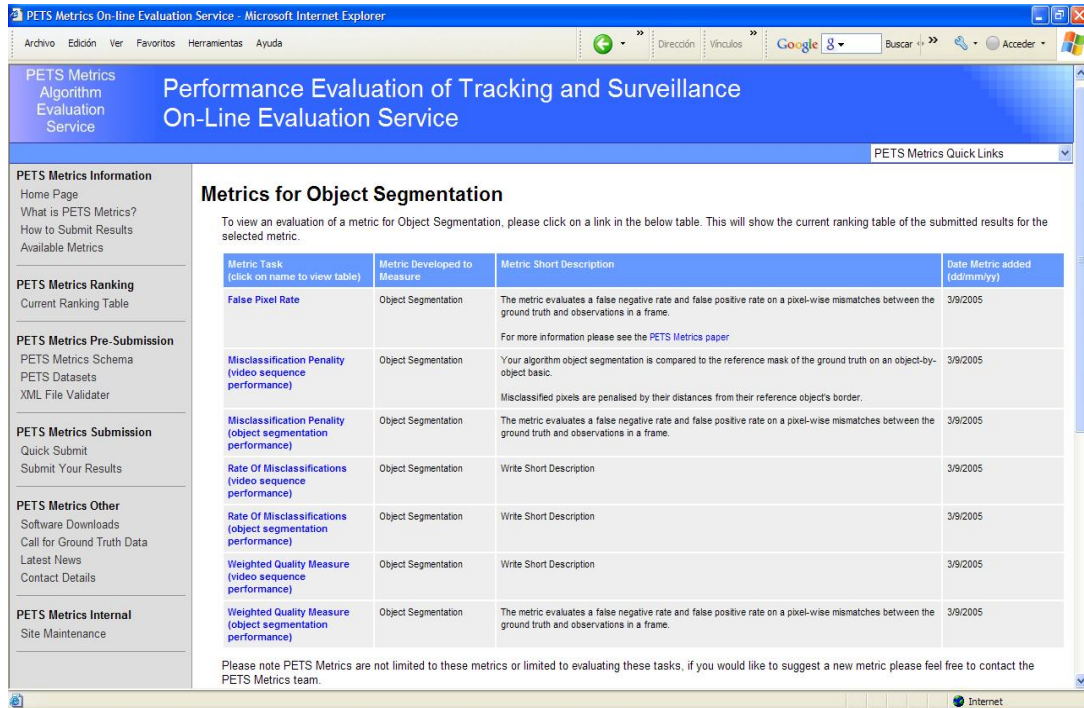 PETS Metrics On-line Evaluation Service - Microsoft Internet Explorer
Archivo Edición Ver Favoritos Herramientas Ayuda
» Dirección Vínculos » Google Buscar » Acceder
PETS Metrics
Algorithm
Evaluation
Service
Performance Evaluation of Tracking and Surveillance
On-Line Evaluation Service
PETS Metrics Quick Links
PETS Metrics Information
Home Page
What is PETS Metrics?
How to Submit Results
Available Metrics
PETS Metrics Ranking
Current Ranking Table
PETS Metrics Pre-Submission
PETS Metrics Schema
PETS Datasets
XML File Validater
PETS Metrics Submission
Quick Submit
Submit Your Results
PETS Metrics Other
Software Downloads
Call for Ground Truth Data
Latest News
Contact Details
PETS Metrics Internal
Site Maintenance
Metrics for Object Segmentation
To view an evaluation of a metric for Object Segmentation, please click on a link in the below table. This will show the current ranking table of the submitted results for the
selected metric.
Metric Task
(click on name to view table)
Metric Developed to
Measure
Metric Short Description
Date Metric added
(dd/mm/yy)
False Pixel Rate
Object Segmentation
The metric evaluates a false negative rate and false positive rate on a pixel-wise mismatches between the
ground truth and observations in a frame.
For more information please see the PETS Metrics paper
3/9/2005
Misclassification Penality
(video sequence
performance)
Object Segmentation
Your algorithm object segmentation is compared to the reference mask of the ground truth on an object-by-
object basic.
Misclassified pixels are penalised by their distances from their reference object's border.
3/9/2005
Misclassification Penality
(object segmentation
performance)
Object Segmentation
The metric evaluates a false negative rate and false positive rate on a pixel-wise mismatches between the
ground truth and observations in a frame.
3/9/2005
Rate Of Misclassifications
(video sequence
performance)
Object Segmentation
Write Short Description
3/9/2005
Rate Of Misclassifications
(object segmentation
performance)
Object Segmentation
Write Short Description
3/9/2005
Weighted Quality Measure
(video sequence
performance)
Object Segmentation
Write Short Description
3/9/2005
Weighted Quality Measure
(object segmentation
performance)
Object Segmentation
The metric evaluates a false negative rate and false positive rate on a pixel-wise mismatches between the
ground truth and observations in a frame.
3/9/2005
Please note PETS Metrics are not limited to these metrics or limited to evaluating these tasks, if you would like to suggest a new metric please feel free to contact the
PETS Metrics team.
Internet